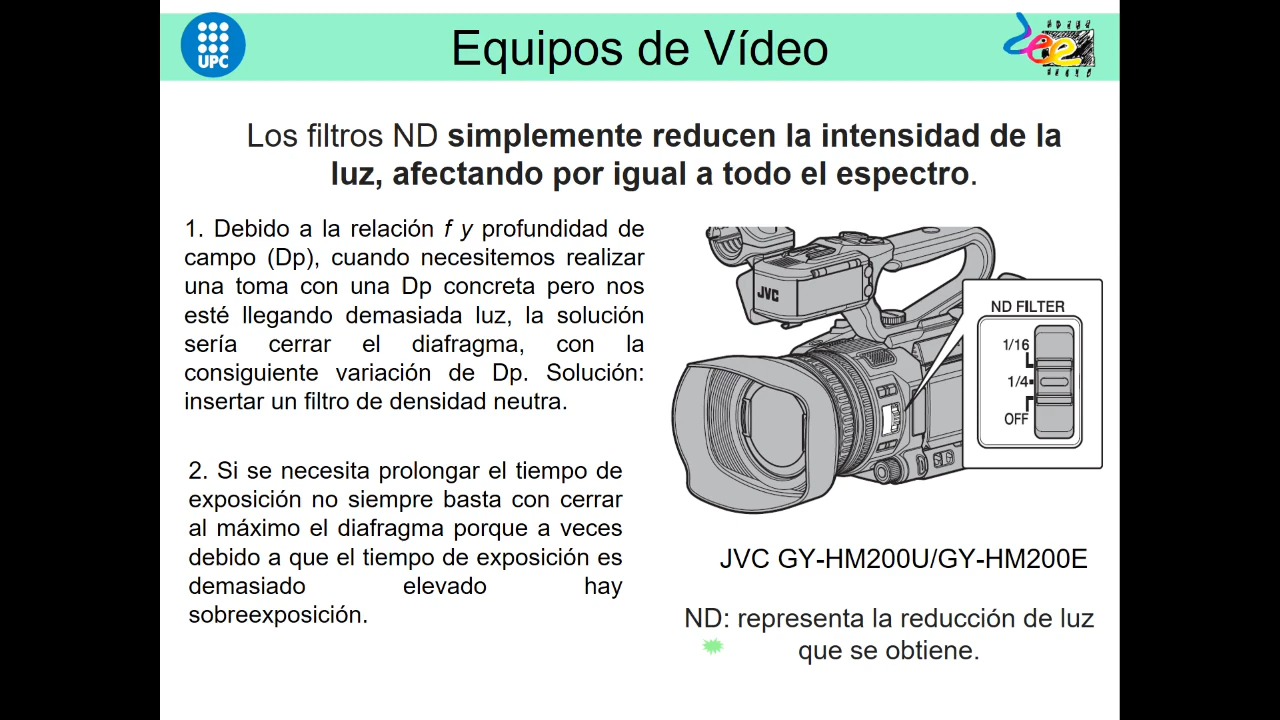 UPC
Equipos de Vídeo
Los filtros ND simplemente reducen la intensidad de la
luz, afectando por igual a todo el espectro.
1. Debido a la relación f y profundidad de
campo (Dp), cuando necesitemos realizar
una toma con una Dp concreta pero nos
esté llegando demasiada luz, la solución
sería cerrar el diafragma, con la
consiguiente variación de Dp. Solución:
insertar un filtro de densidad neutra.
2. Si se necesita prolongar el tiempo de
exposición no siempre basta con cerrar
al máximo el diafragma porque a veces
debido a que el tiempo de exposición es
demasiado elevado hay
sobreexposición.
JVC
ND FILTER
1/16
1/4
OFF
JVC GY-HM200U/GY-HM200E
ND: representa la reducción de luz
que se obtiene.